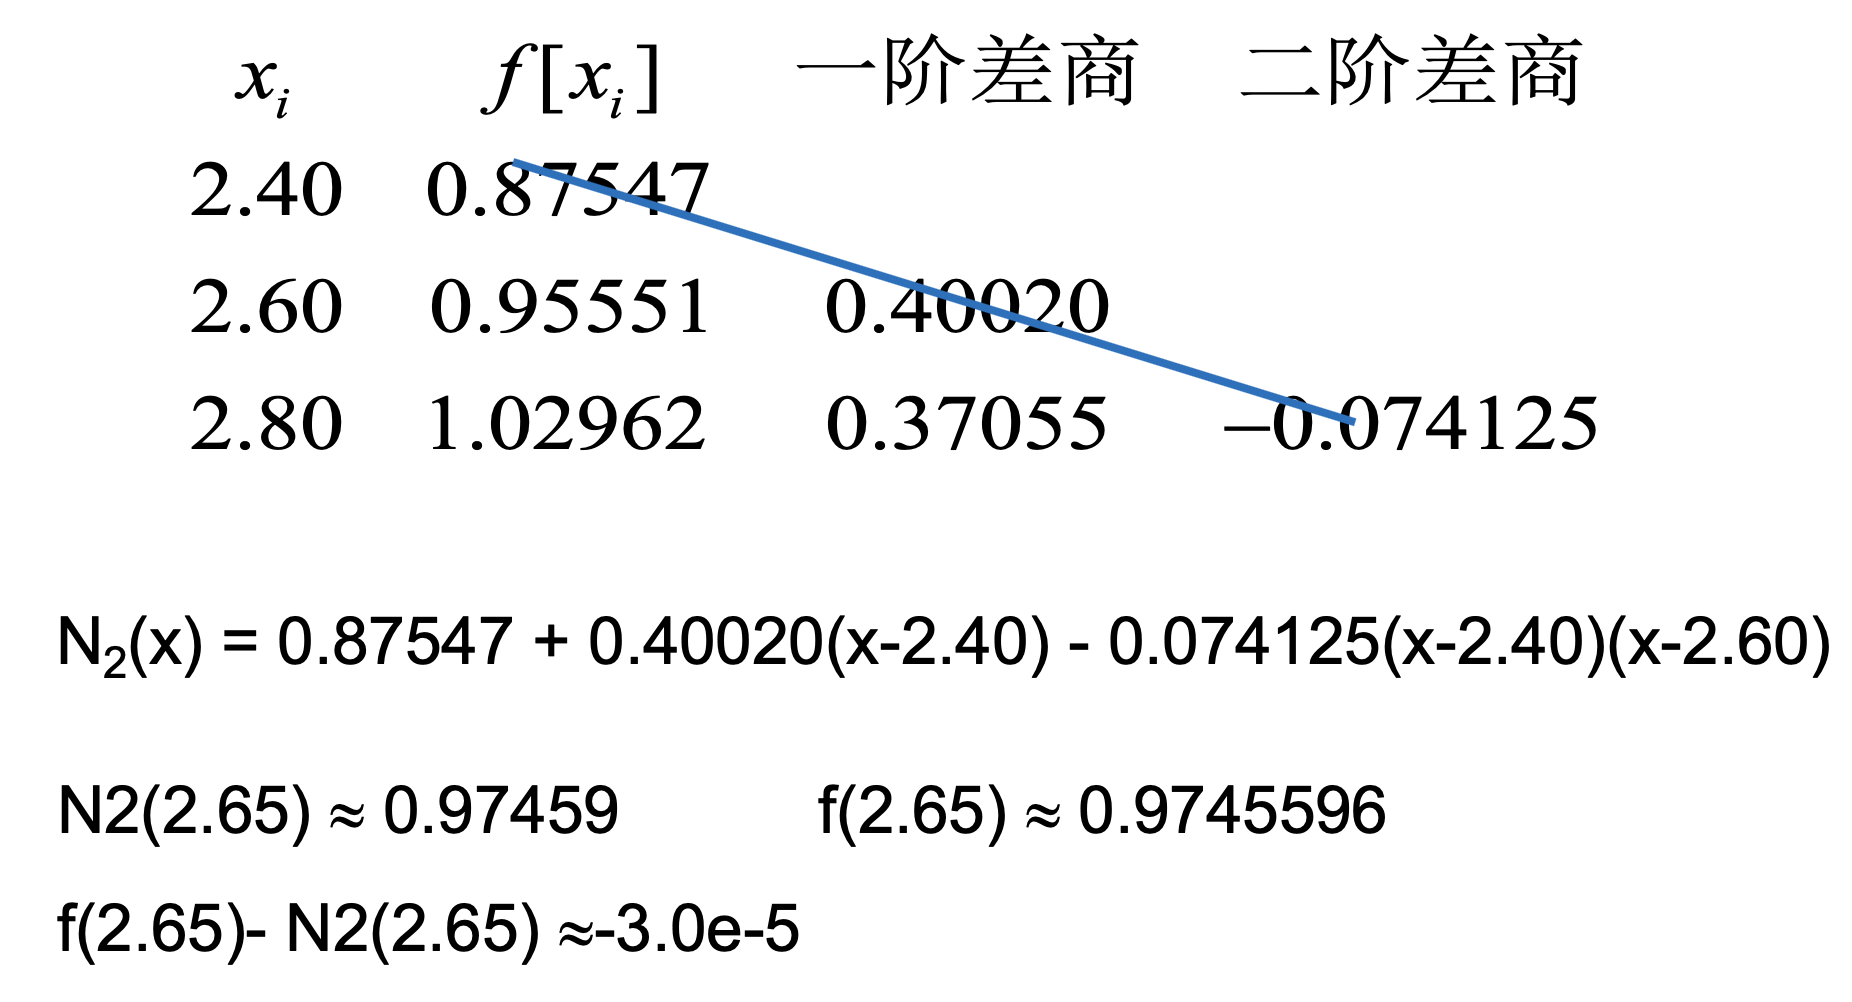 xᵢ f[xᵢ] 一阶差商 二阶差商
2.40 0.87547
2.60 0.95551 0.40020
2.80 1.02962 0.37055 –0.074125
N₂(x) = 0.87547 + 0.40020(x-2.40) - 0.074125(x-2.40)(x-2.60)
N2(2.65) ≈ 0.97459 f(2.65) ≈ 0.9745596
f(2.65)- N2(2.65) ≈-3.0e-5